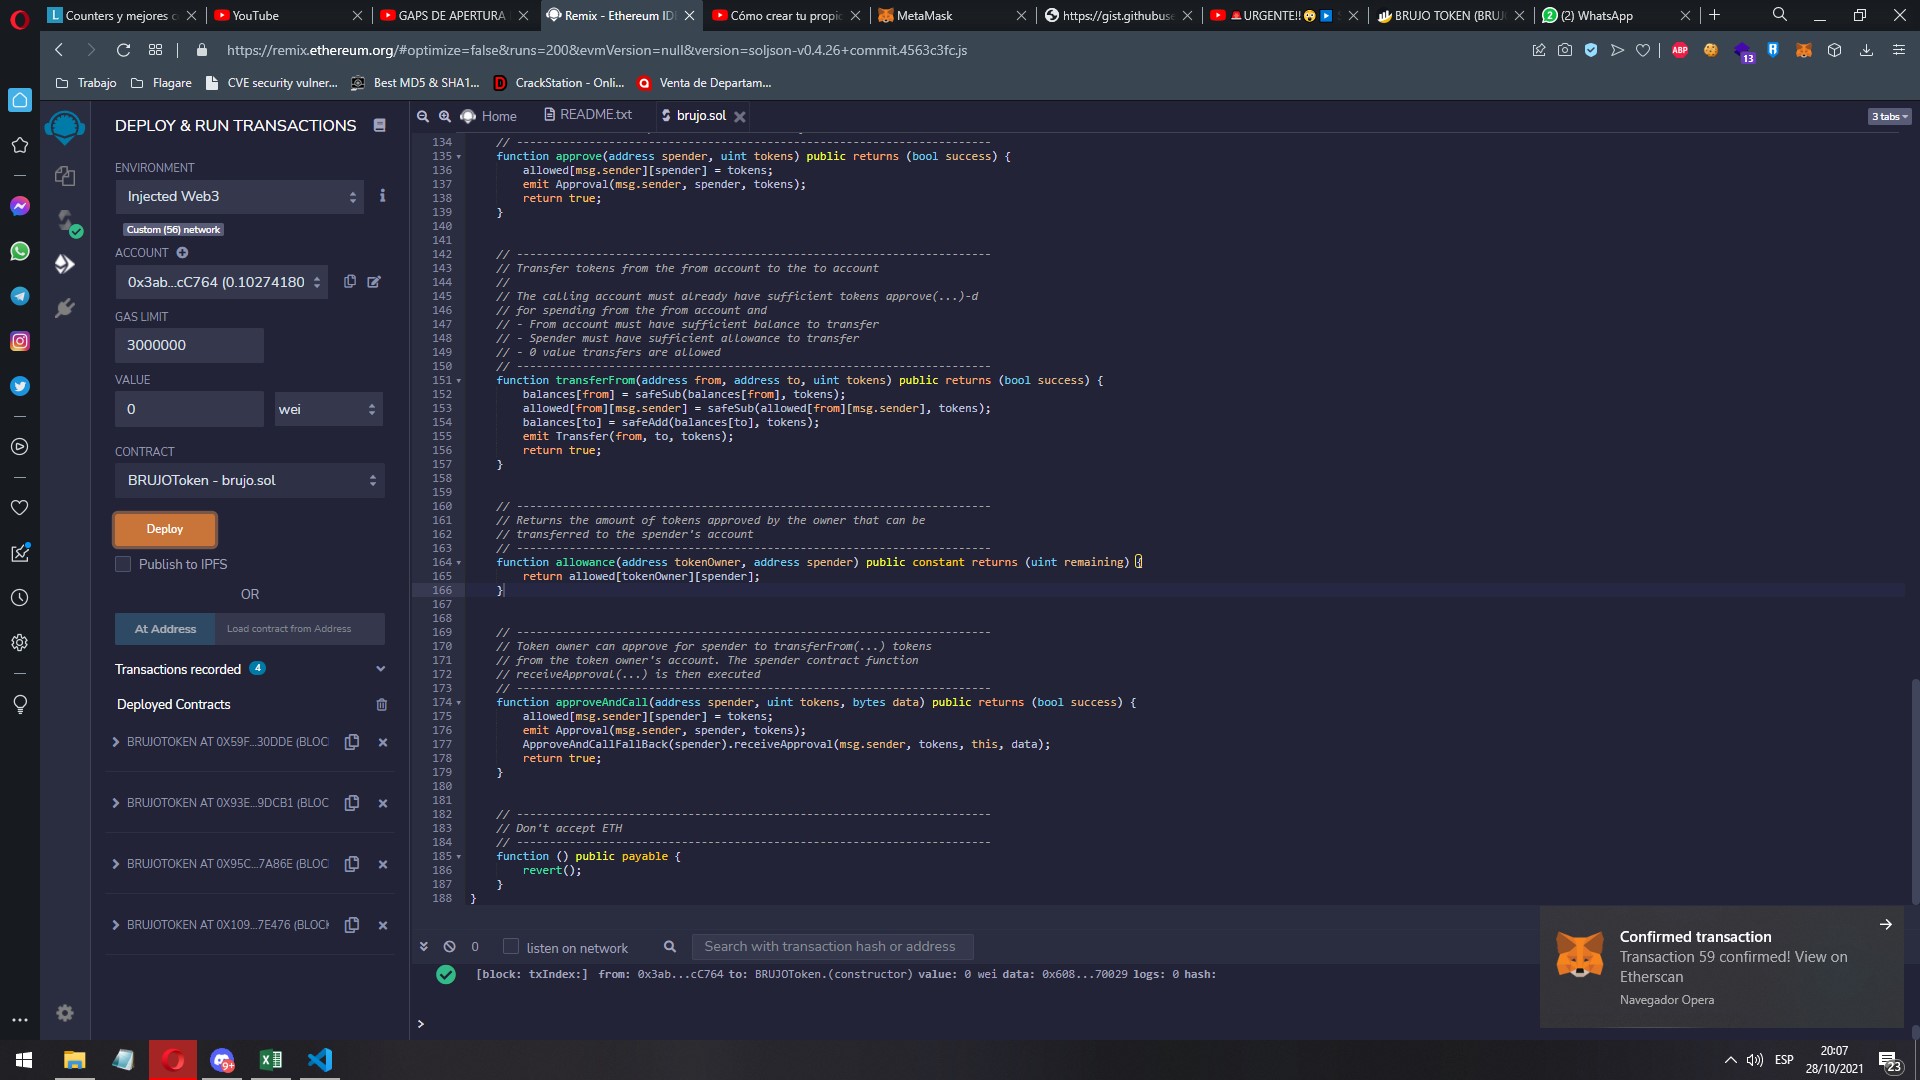 Counters y mejores c
YouTube
GAPS DE APERTURA
Remix - Ethereum IDE
Cómo crear tu propic
MetaMask
https://gist.githubuse
🚨URGENTE!!😮▶️ S
BRUJO TOKEN (BRUJ
(2) WhatsApp
https://remix.ethereum.org/#optimize=false&runs=200&evmVersion=null&version=soljson-v0.4.26+commit.4563c3fc.js
ABP
13
Trabajo
Flagare
CVE security vulner...
Best MD5 & SHA1...
CrackStation - Onli...
Venta de Departam...
DEPLOY & RUN TRANSACTIONS
ENVIRONMENT
Injected Web3
Custom (56) network
ACCOUNT
0x3ab...cC764 (0.10274180
GAS LIMIT
3000000
VALUE
0
wei
CONTRACT
BRUJOToken - brujo.sol
Deploy
Publish to IPFS
OR
At Address
Load contract from Address
Transactions recorded 4
Deployed Contracts
BRUJOTOKEN AT 0X59F...30DDE (BLOC
BRUJOTOKEN AT 0X93E...9DCB1 (BLOC
BRUJOTOKEN AT 0X95C...7A86E (BLOC
BRUJOTOKEN AT 0X109...7E476 (BLOCK
Home
README.txt
brujo.sol
3 tabs
134 // ------------------------------------------------------------------------
135 function approve(address spender, uint tokens) public returns (bool success) {
136 allowed[msg.sender][spender] = tokens;
137 emit Approval(msg.sender, spender, tokens);
138 return true;
139 }
140
141
142 // ------------------------------------------------------------------------
143 // Transfer tokens from the from account to the to account
144 //
145 // The calling account must already have sufficient tokens approve(...)-d
146 // for spending from the from account and
147 // - From account must have sufficient balance to transfer
148 // - Spender must have sufficient allowance to transfer
149 // - 0 value transfers are allowed
150 // ------------------------------------------------------------------------
151 function transferFrom(address from, address to, uint tokens) public returns (bool success) {
152 balances[from] = safeSub(balances[from], tokens);
153 allowed[from][msg.sender] = safeSub(allowed[from][msg.sender], tokens);
154 balances[to] = safeAdd(balances[to], tokens);
155 emit Transfer(from, to, tokens);
156 return true;
157 }
158
159
160 // ------------------------------------------------------------------------
161 // Returns the amount of tokens approved by the owner that can be
162 // transferred to the spender's account
163 // ------------------------------------------------------------------------
164 function allowance(address tokenOwner, address spender) public constant returns (uint remaining) {
165 return allowed[tokenOwner][spender];
166 }
167
168
169 // ------------------------------------------------------------------------
170 // Token owner can approve for spender to transferFrom(...) tokens
171 // from the token owner's account. The spender contract function
172 // receiveApproval(...) is then executed
173 // ------------------------------------------------------------------------
174 function approveAndCall(address spender, uint tokens, bytes data) public returns (bool success) {
175 allowed[msg.sender][spender] = tokens;
176 emit Approval(msg.sender, spender, tokens);
177 ApproveAndCallFallBack(spender).receiveApproval(msg.sender, tokens, this, data);
178 return true;
179 }
180
181
182 // ------------------------------------------------------------------------
183 // Don't accept ETH
184 // ------------------------------------------------------------------------
185 function () public payable {
186 revert();
187 }
188 }
0
listen on network
Search with transaction hash or address
[block: txIndex:] from: 0x3ab...cC764 to: BRUJOToken.(constructor) value: 0 wei data: 0x608...70029 logs: 0 hash:
>
Confirmed transaction
Transaction 59 confirmed! View on
Etherscan
Navegador Opera
9+
ESP
20:07
28/10/2021
23